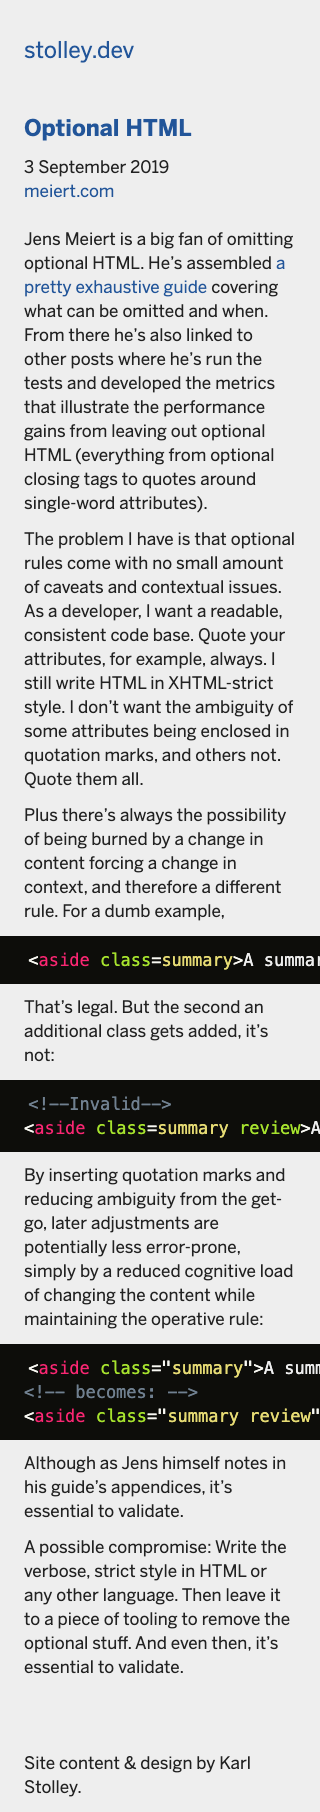 stolley.dev
Optional HTML
3 September 2019
meiert.com
Jens Meiert is a big fan of omitting
optional HTML. He’s assembled a
pretty exhaustive guide covering
what can be omitted and when.
From there he’s also linked to
other posts where he’s run the
tests and developed the metrics
that illustrate the performance
gains from leaving out optional
HTML (everything from optional
closing tags to quotes around
single-word attributes).
The problem I have is that optional
rules come with no small amount
of caveats and contextual issues.
As a developer, I want a readable,
consistent code base. Quote your
attributes, for example, always. I
still write HTML in XHTML-strict
style. I don’t want the ambiguity of
some attributes being enclosed in
quotation marks, and others not.
Quote them all.
Plus there’s always the possibility
of being burned by a change in
content forcing a change in
context, and therefore a different
rule. For a dumb example,
<aside class=summary>A summar
That’s legal. But the second an
additional class gets added, it’s
not:
<!--Invalid-->
<aside class=summary review>A
By inserting quotation marks and
reducing ambiguity from the get-
go, later adjustments are
potentially less error-prone,
simply by a reduced cognitive load
of changing the content while
maintaining the operative rule:
<aside class="summary">A summ
<!-- becomes: -->
<aside class="summary review"
Although as Jens himself notes in
his guide’s appendices, it’s
essential to validate.
A possible compromise: Write the
verbose, strict style in HTML or
any other language. Then leave it
to a piece of tooling to remove the
optional stuff. And even then, it’s
essential to validate.
Site content & design by Karl
Stolley.